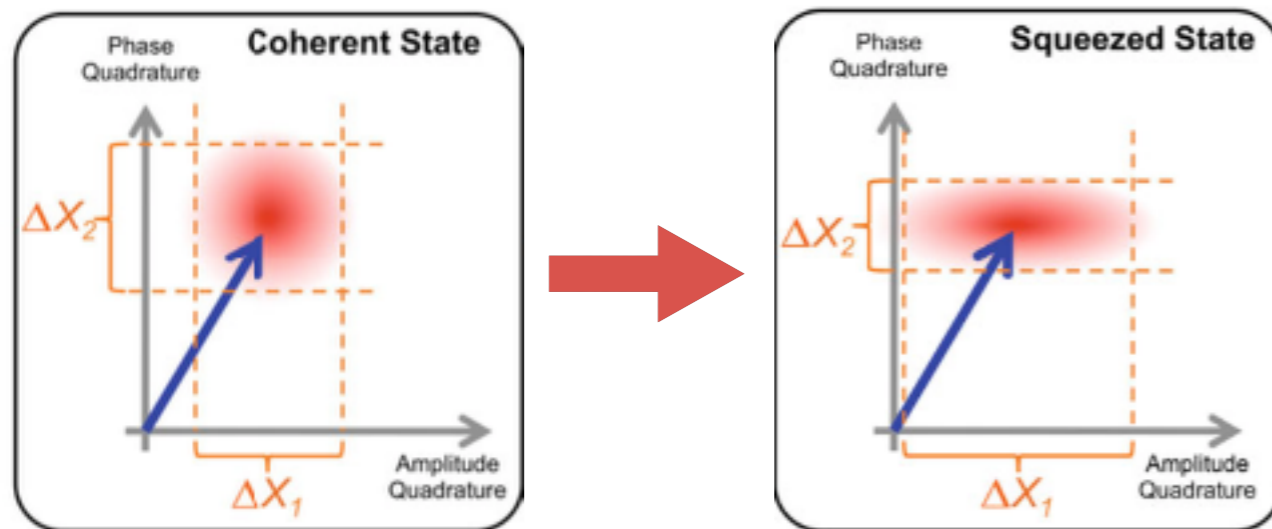 Coherent State
Phase
Quadrature
ΔX₂
ΔX₁
Amplitude
Quadrature
Squeezed State
Phase
Quadrature
ΔX₂
ΔX₁
Amplitude
Quadrature